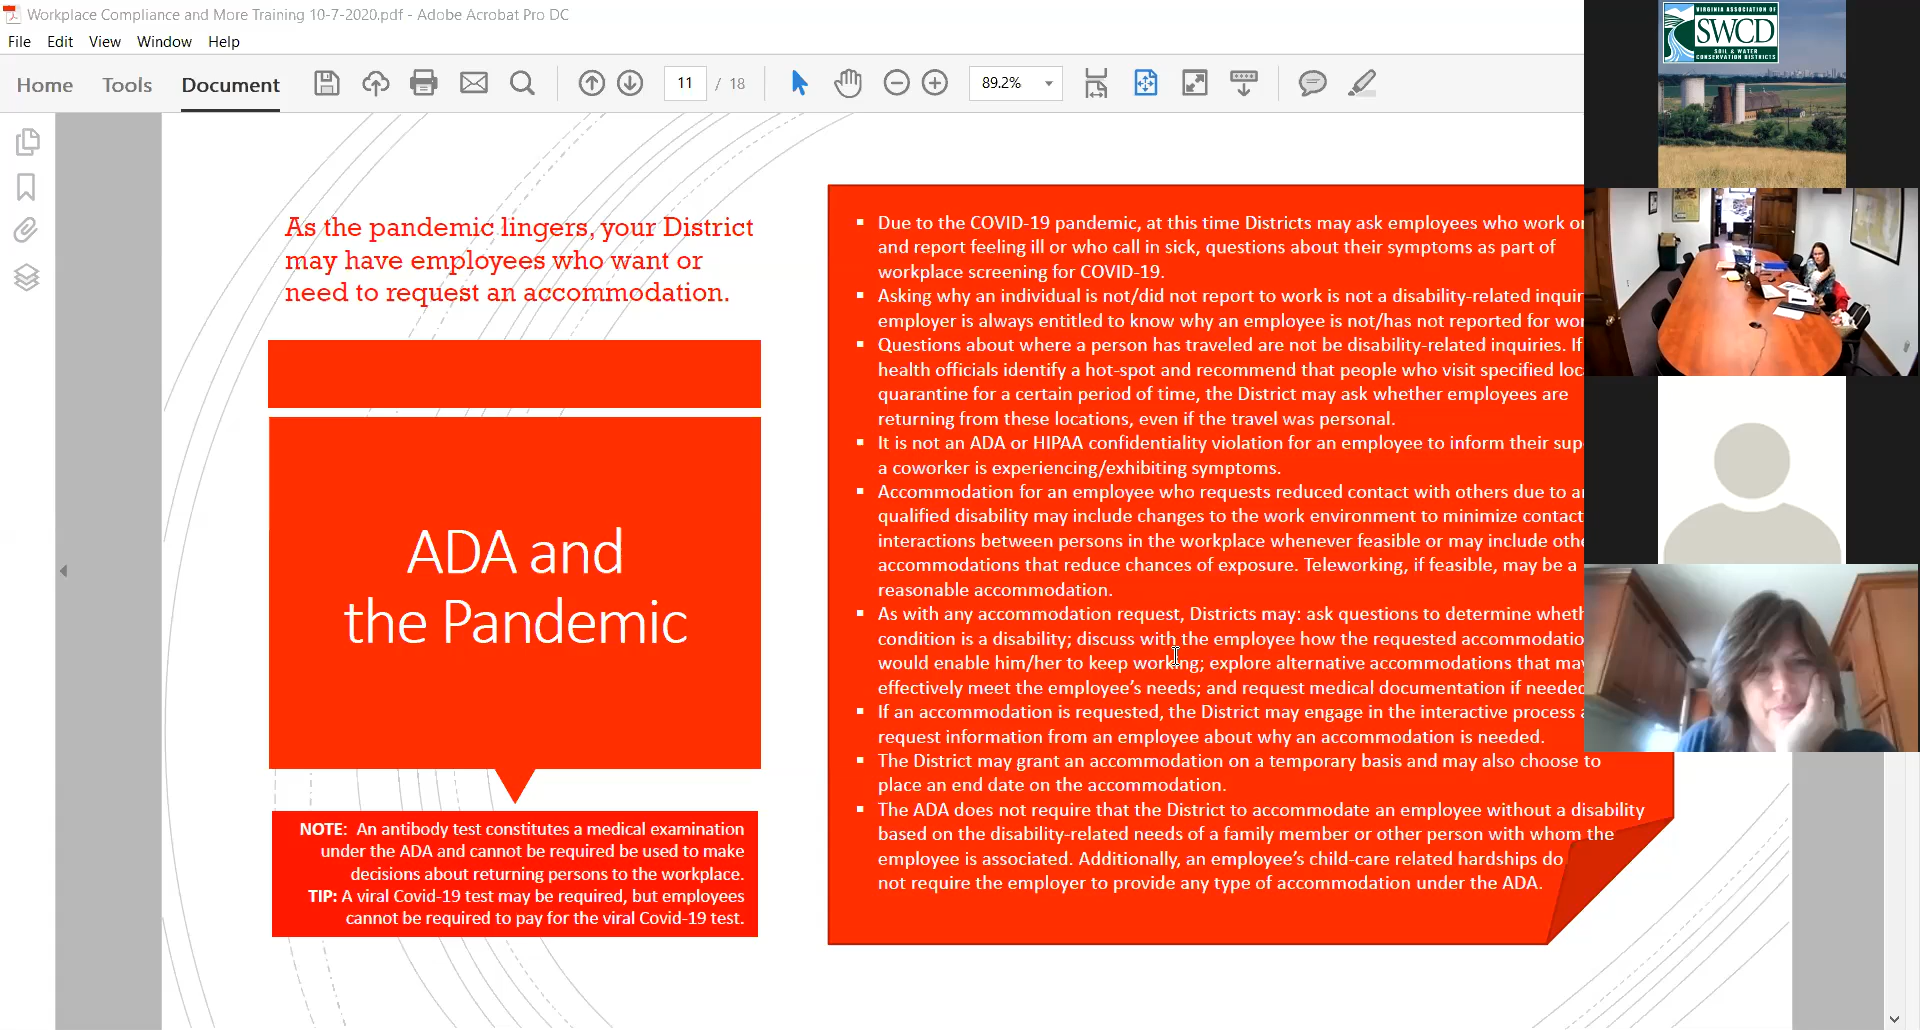 Workplace Compliance and More Training 10-7-2020.pdf - Adobe Acrobat Pro DC
File Edit View Window Help
Home Tools Document 11 / 18 89.2%
VIRGINIA ASSOCIATION OF
SWCD
SOIL & WATER
CONSERVATION DISTRICTS
As the pandemic lingers, your District
may have employees who want or
need to request an accommodation.
ADA and
the Pandemic
NOTE: An antibody test constitutes a medical examination
under the ADA and cannot be required be used to make
decisions about returning persons to the workplace.
TIP: A viral Covid-19 test may be required, but employees
cannot be required to pay for the viral Covid-19 test.
▪ Due to the COVID-19 pandemic, at this time Districts may ask employees who work
and report feeling ill or who call in sick, questions about their symptoms as part of
workplace screening for COVID-19.
▪ Asking why an individual is not/did not report to work is not a disability-related
employer is always entitled to know why an employee is not/has not reported for
▪ Questions about where a person has traveled are not be disability-related inquiries. If
health officials identify a hot-spot and recommend that people who visit specified
quarantine for a certain period of time, the District may ask whether employees are
returning from these locations, even if the travel was personal.
▪ It is not an ADA or HIPAA confidentiality violation for an employee to inform their
a coworker is experiencing/exhibiting symptoms.
▪ Accommodation for an employee who requests reduced contact with others due to
qualified disability may include changes to the work environment to minimize contact
interactions between persons in the workplace whenever feasible or may include
accommodations that reduce chances of exposure. Teleworking, if feasible, may be a
reasonable accommodation.
▪ As with any accommodation request, Districts may: ask questions to determine
condition is a disability; discuss with the employee how the requested
would enable him/her to keep working; explore alternative accommodations that
effectively meet the employee's needs; and request medical documentation if
▪ If an accommodation is requested, the District may engage in the interactive process
request information from an employee about why an accommodation is needed.
▪ The District may grant an accommodation on a temporary basis and may also choose to
place an end date on the accommodation.
▪ The ADA does not require that the District to accommodate an employee without a disability
based on the disability-related needs of a family member or other person with whom the
employee is associated. Additionally, an employee's child-care related hardships do
not require the employer to provide any type of accommodation under the ADA.